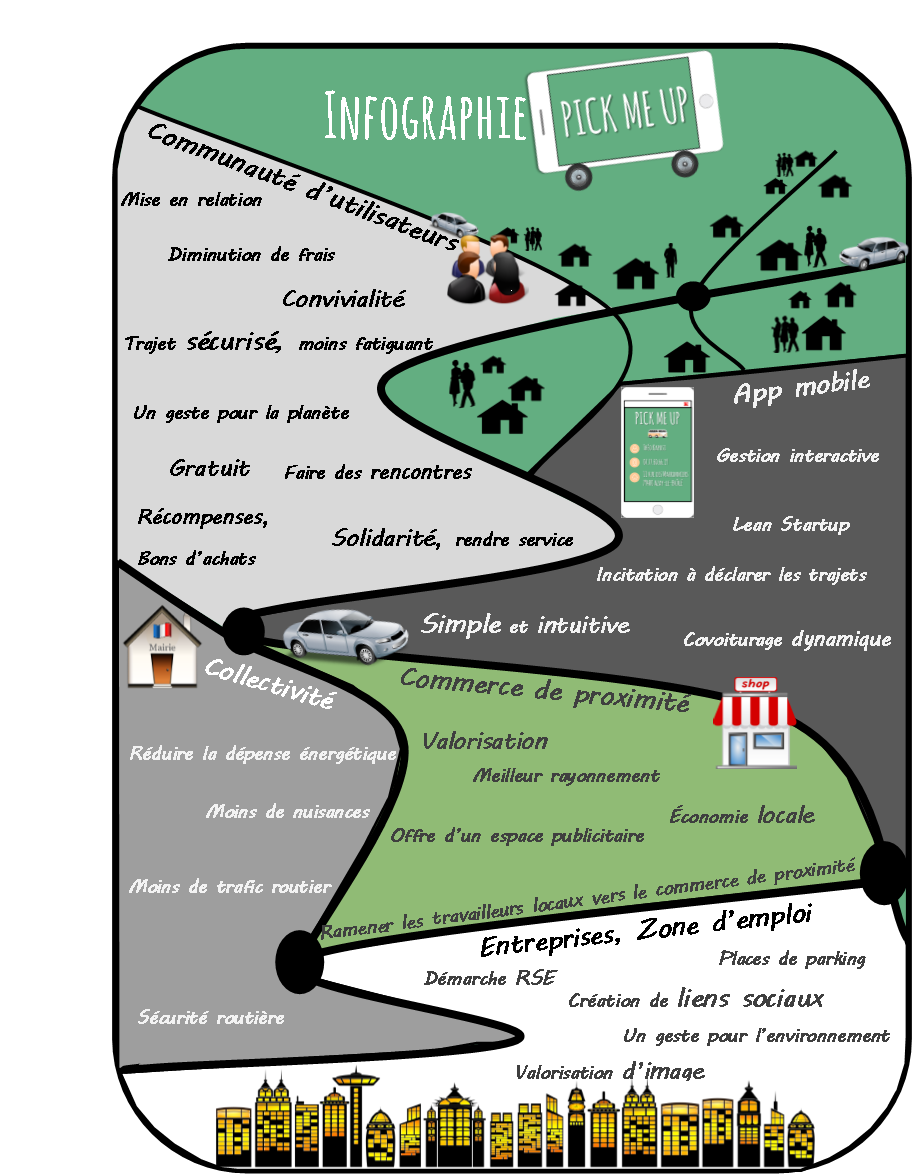 INFOGRAPHIE
PICK ME UP
Communauté d'utilisateurs
Mise en relation
Diminution de frais
Convivialité
Trajet sécurisé, moins fatiguant
Un geste pour la planète
Gratuit
Faire des rencontres
Récompenses,
Bons d'achats
Solidarité, rendre service
App mobile
PICK ME UP
Gestion interactive
Lean Startup
Incitation à déclarer les trajets
Simple et intuitive
Covoiturage dynamique
Mairie
Collectivité
Réduire la dépense énergétique
Moins de nuisances
Moins de trafic routier
Sécurité routière
Commerce de proximité
shop
Valorisation
Meilleur rayonnement
Économie locale
Offre d'un espace publicitaire
Ramener les travailleurs locaux vers le commerce de proximité
Entreprises, Zone d'emploi
Places de parking
Démarche RSE
Création de liens sociaux
Un geste pour l'environnement
Valorisation d'image